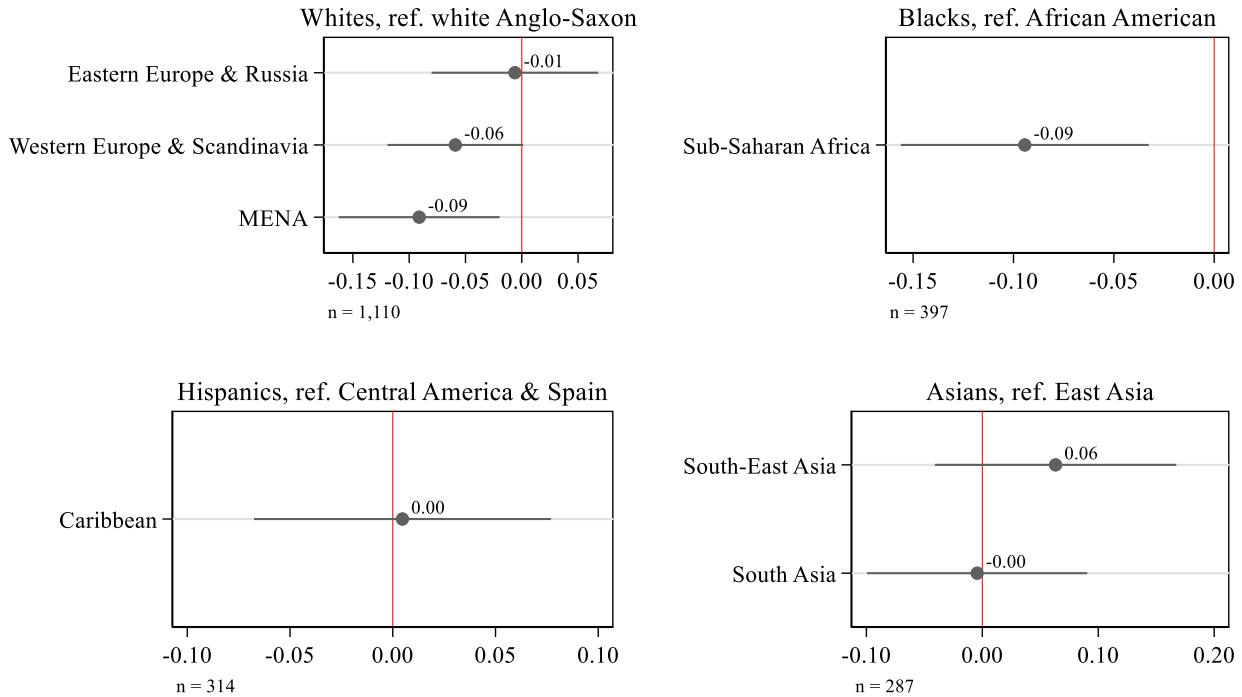 Whites, ref. white Anglo-Saxon
Eastern Europe & Russia
-0.01
Western Europe & Scandinavia
-0.06
MENA
-0.09
-0.15 -0.10 -0.05 0.00 0.05
n = 1,110
Blacks, ref. African American
Sub-Saharan Africa
-0.09
-0.15 -0.10 -0.05 0.00
n = 397
Hispanics, ref. Central America & Spain
Caribbean
0.00
-0.10 -0.05 0.00 0.05 0.10
n = 314
Asians, ref. East Asia
South-East Asia
0.06
South Asia
-0.00
-0.10 0.00 0.10 0.20
n = 287